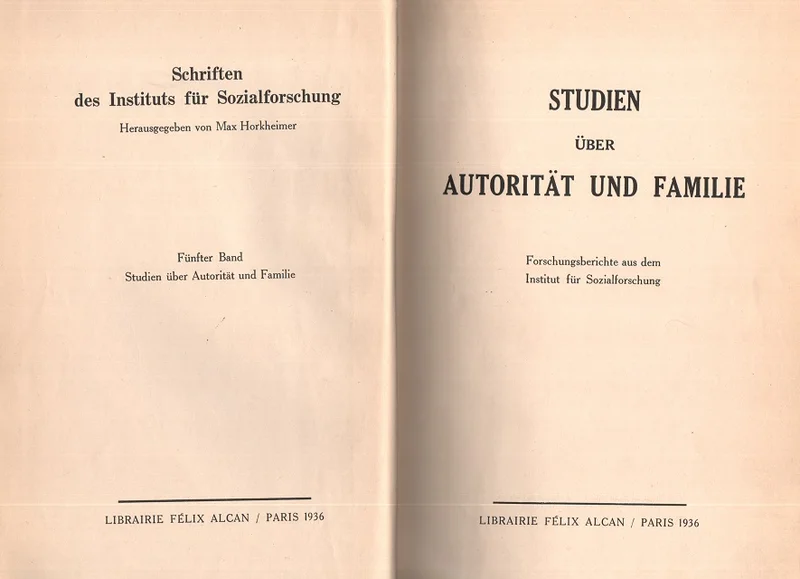 Schriften
des Instituts für Sozialforschung
Herausgegeben von Max Horkheimer
Fünfter Band
Studien über Autorität und Familie
LIBRAIRIE FÉLIX ALCAN / PARIS 1936
STUDIEN
ÜBER
AUTORITÄT UND FAMILIE
Forschungsberichte aus dem
Institut für Sozialforschung
LIBRAIRIE FÉLIX ALCAN / PARIS 1936